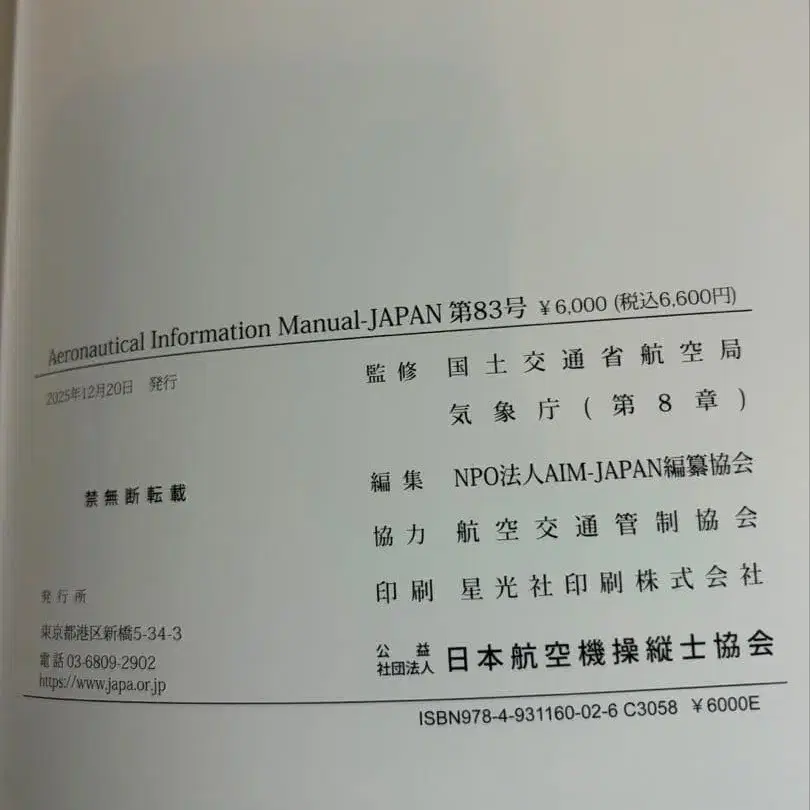 Aeronautical Information Manual-JAPAN 第83号 ¥6,000 (税込6,600円)
2025年12月20日 発行
監修 国土交通省航空局
気象庁(第8章)
禁無断転載
編集 NPO法人AIM-JAPAN編纂協会
協力 航空交通管制協会
印刷 星光社印刷株式会社
発行所
東京都港区新橋5-34-3
電話 03-6809-2902
https://www.japa.or.jp
公益
社団法人 日本航空機操縦士協会
ISBN978-4-931160-02-6 C3058 ¥6000E